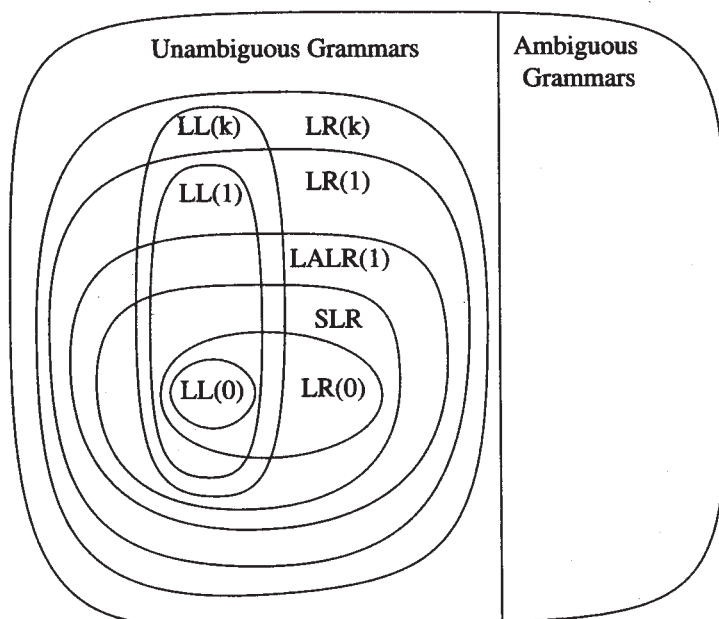 Unambiguous Grammars
Ambiguous
Grammars
LL(k)
LR(k)
LL(1)
LR(1)
LALR(1)
SLR
LL(0)
LR(0)